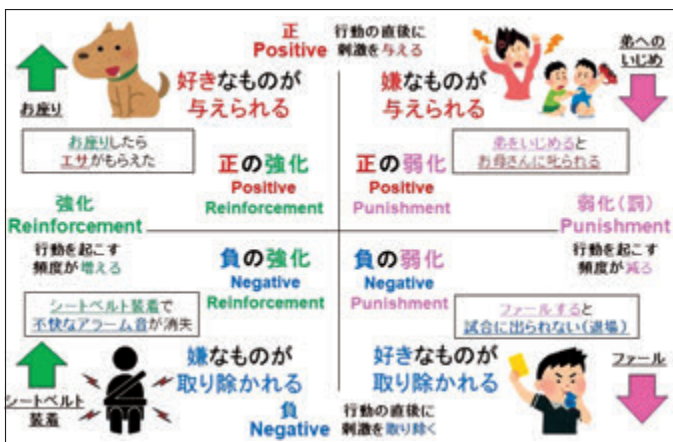 正
Positive
行動の直後に
刺激を与える
お座り
好きなものが
与えられる
嫌なものが
与えられる
弟への
いじめ
お座りしたら
エサがもらえた
弟をいじめると
お母さんに叱られる
正の強化
Positive
Reinforcement
正の弱化
Positive
Punishment
強化
Reinforcement
行動を起こす
頻度が増える
弱化(罰)
Punishment
行動を起こす
頻度が減る
負の強化
Negative
Reinforcement
負の弱化
Negative
Punishment
シートベルト装着で
不快なアラーム音が消失
ファールすると
試合に出られない(退場)
嫌なものが
取り除かれる
好きなものが
取り除かれる
シートベルト
装着
ファール
負
Negative
行動の直後に
刺激を取り除く